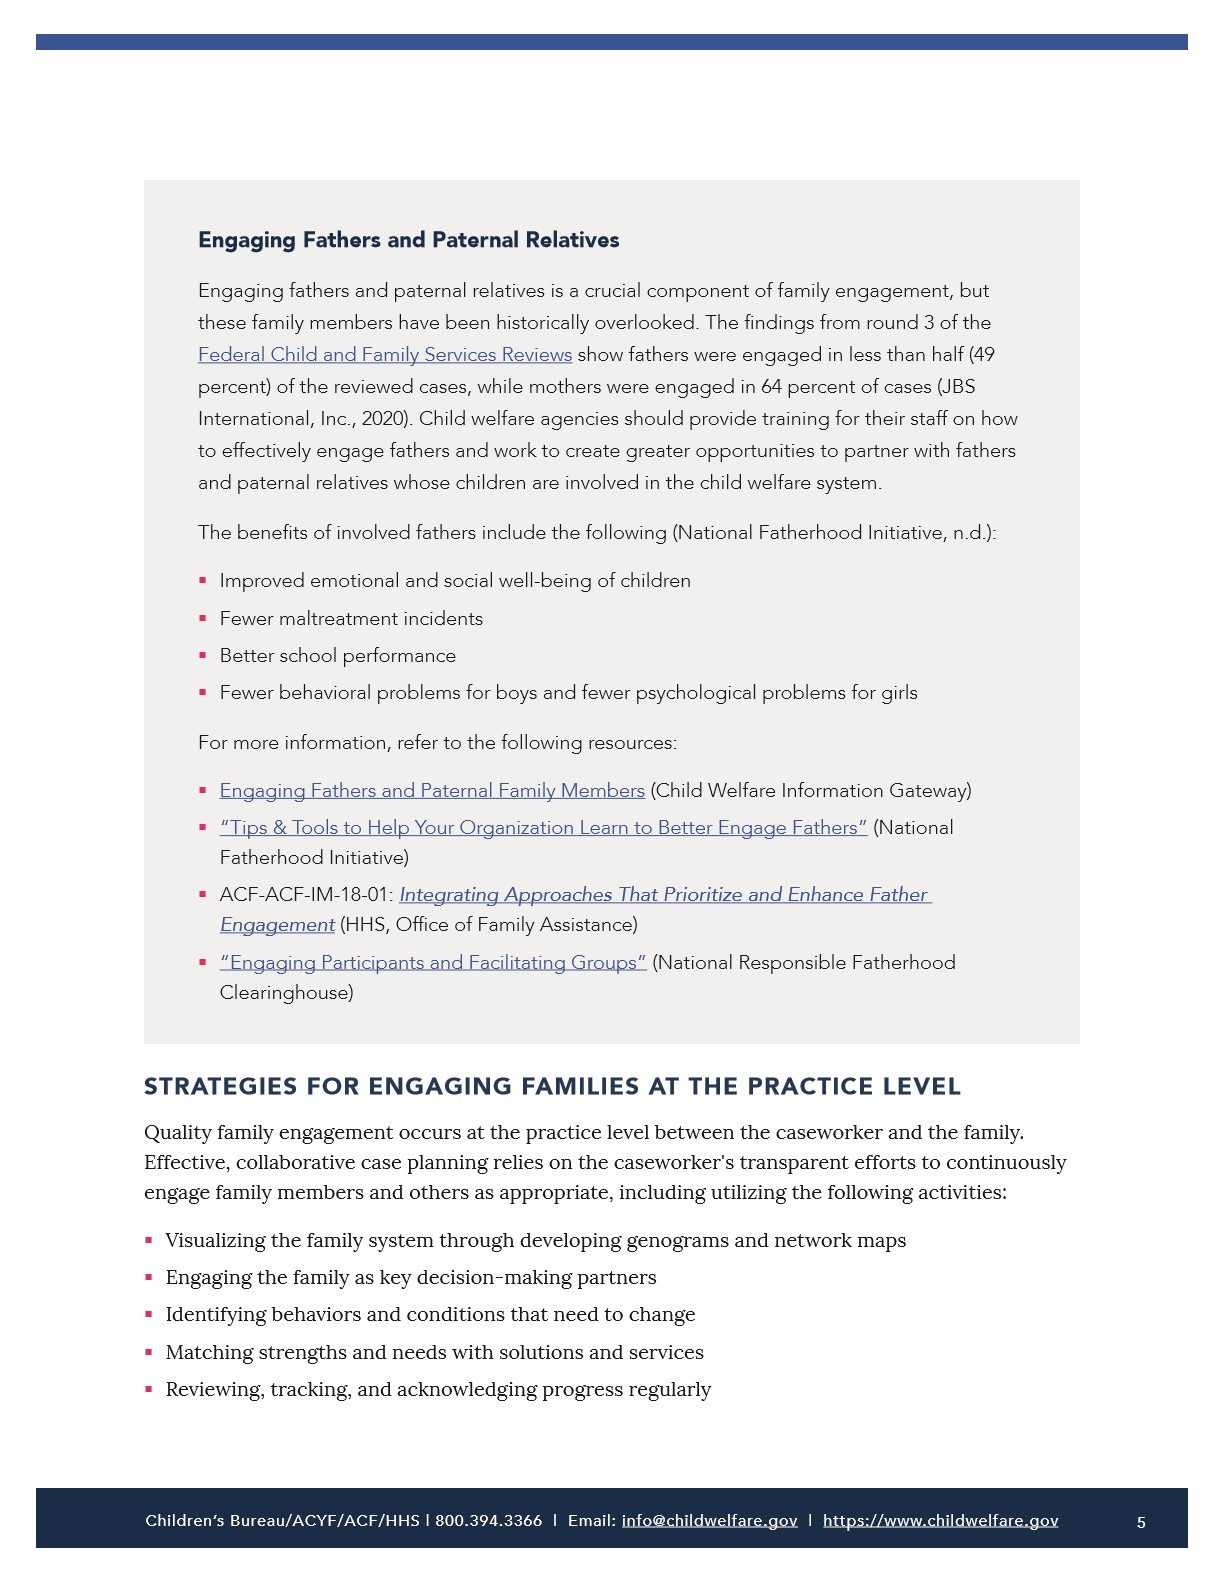 Engaging Fathers and Paternal Relatives
Engaging fathers and paternal relatives is a crucial component of family engagement, but
these family members have been historically overlooked. The findings from round 3 of the
Federal Child and Family Services Reviews show fathers were engaged in less than half (49
percent) of the reviewed cases, while mothers were engaged in 64 percent of cases (JBS
International, Inc., 2020). Child welfare agencies should provide training for their staff on how
to effectively engage fathers and work to create greater opportunities to partner with fathers
and paternal relatives whose children are involved in the child welfare system.
The benefits of involved fathers include the following (National Fatherhood Initiative, n.d.):
▪ Improved emotional and social well-being of children
▪ Fewer maltreatment incidents
▪ Better school performance
▪ Fewer behavioral problems for boys and fewer psychological problems for girls
For more information, refer to the following resources:
▪ Engaging Fathers and Paternal Family Members (Child Welfare Information Gateway)
▪ “Tips & Tools to Help Your Organization Learn to Better Engage Fathers” (National
Fatherhood Initiative)
▪ ACF-ACF-IM-18-01: Integrating Approaches That Prioritize and Enhance Father
Engagement (HHS, Office of Family Assistance)
▪ “Engaging Participants and Facilitating Groups” (National Responsible Fatherhood
Clearinghouse)
STRATEGIES FOR ENGAGING FAMILIES AT THE PRACTICE LEVEL
Quality family engagement occurs at the practice level between the caseworker and the family.
Effective, collaborative case planning relies on the caseworker's transparent efforts to continuously
engage family members and others as appropriate, including utilizing the following activities:
▪ Visualizing the family system through developing genograms and network maps
▪ Engaging the family as key decision-making partners
▪ Identifying behaviors and conditions that need to change
▪ Matching strengths and needs with solutions and services
▪ Reviewing, tracking, and acknowledging progress regularly
Children’s Bureau/ACYF/ACF/HHS | 800.394.3366 | Email: info@childwelfare.gov | https://www.childwelfare.gov 5